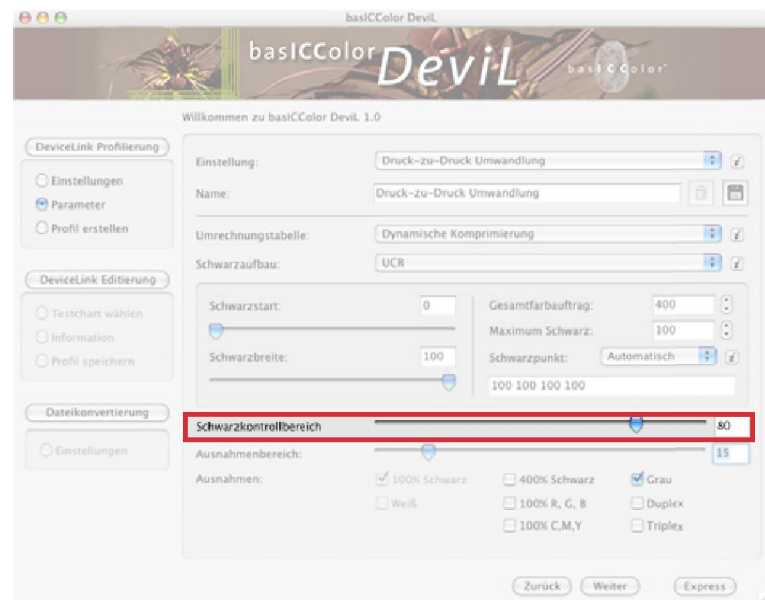 basICColor DeviL
basICColor DeviL basICColor®
Willkommen zu basICColor DeviL 1.0
DeviceLink Profilierung
Einstellungen
Parameter
Profil erstellen
DeviceLink Editierung
Testchart wählen
Information
Profil speichern
Dateikonvertierung
Einstellungen
Einstellung: Druck-zu-Druck Umwandlung i
Name: Druck-zu-Druck Umwandlung
Umrechnungstabelle: Dynamische Komprimierung i
Schwarzaufbau: UCR i
Schwarzstart: 0
Schwarzbreite: 100
Gesamtfarbauftrag: 400
Maximum Schwarz: 100
Schwarzpunkt: Automatisch i
100 100 100 100
Schwarzkontrollbereich 80
Ausnahmenbereich: 15
Ausnahmen: 100% Schwarz 400% Schwarz Grau
Weiß 100% R, G, B Duplex
100% C,M,Y Triplex
Zurück Weiter Express